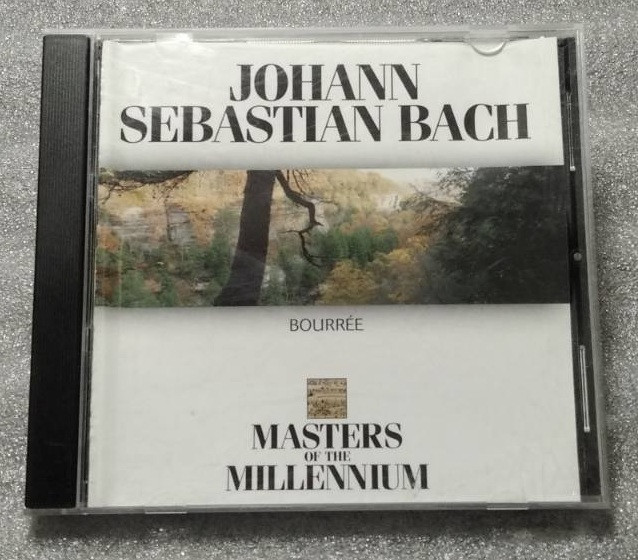 JOHANN
SEBASTIAN BACH
BOURRÉE
MASTERS
OF THE
MILLENNIUM